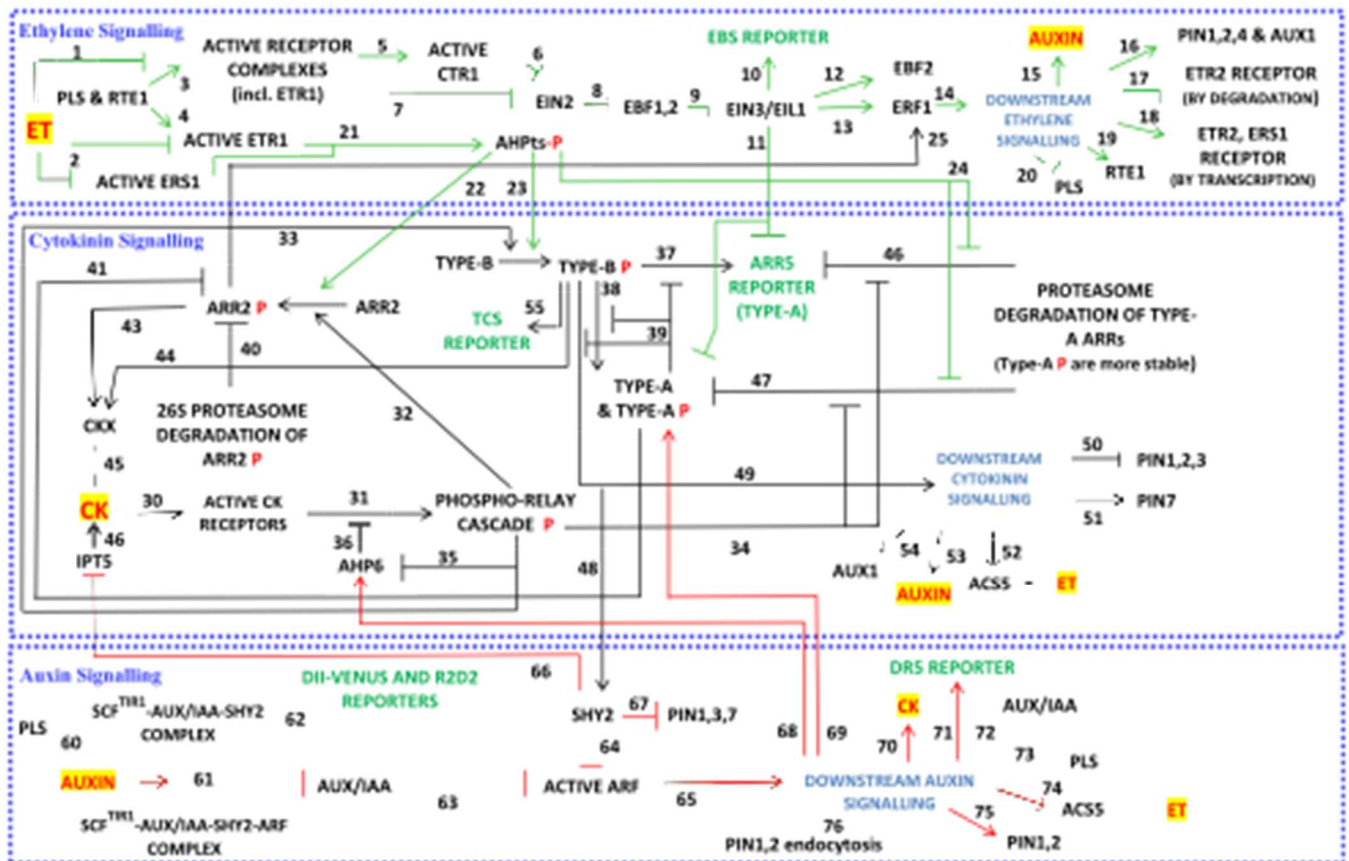 Ethylene Signalling
1
ACTIVE RECEPTOR
COMPLEXES
(incl. ETR1)
5
ACTIVE
CTR1
6
EBS REPORTER
AUXIN
16
PIN1,2,4 & AUX1
PLS & RTE1
3
4
7
EIN2
8
EBF1,2
9
10
EIN3/EIL1
12
EBF2
ERF1
13
14
15
DOWNSTREAM
ETHYLENE
SIGNALLING
17
ETR2 RECEPTOR
(BY DEGRADATION)
18
ETR2, ERS1
RECEPTOR
(BY TRANSCRIPTION)
19
RTE1
20
PLS
ET
2
ACTIVE ETR1
21
AHPts-P
11
25
ACTIVE ERS1
22
23
24
Cytokinin Signalling
33
41
TYPE-B
TYPE-B P
37
ARR5
REPORTER
(TYPE-A)
46
PROTEASOME
DEGRADATION OF TYPE-
A ARRs
(Type-A P are more stable)
ARR2 P
ARR2
38
55
TCS
REPORTER
39
43
44
40
TYPE-A
& TYPE-A P
47
CKX
26S PROTEASOME
DEGRADATION OF
ARR2 P
32
45
CK
30
ACTIVE CK
RECEPTORS
31
PHOSPHO-RELAY
CASCADE P
49
DOWNSTREAM
CYTOKININ
SIGNALLING
50
PIN1,2,3
PIN7
51
46
IPT5
36
AHP6
35
34
48
AUX1
54
53
52
AUXIN
ACS5 -
ET
Auxin Signalling
DII-VENUS AND R2D2
REPORTERS
66
DR5 REPORTER
PLS
60
SCFTIR1-AUX/IAA-SHY2
COMPLEX
62
SHY2
67
PIN1,3,7
68
69
CK
70
71
72
AUX/IAA
73
PLS
AUXIN
61
AUX/IAA
63
64
ACTIVE ARF
65
DOWNSTREAM AUXIN
SIGNALLING
74
ACS5
ET
75
PIN1,2
SCFTIR1-AUX/IAA-SHY2-ARF
COMPLEX
76
PIN1,2 endocytosis